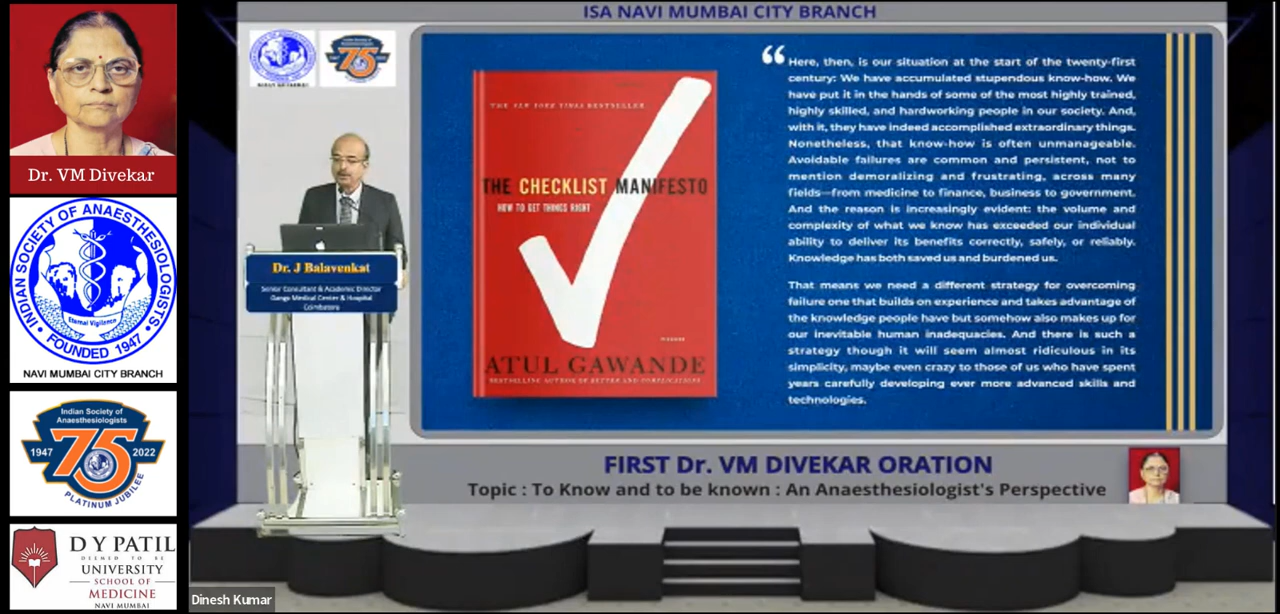 ISA NAVI MUMBAI CITY BRANCH
Dr. VM Divekar
INDIAN SOCIETY OF ANAESTHESIOLOGISTS
Eternal Vigilance
FOUNDED 1947
NAVI MUMBAI CITY BRANCH
Indian Society of
Anaesthesiologists
1947 75 2022
PLATINUM JUBILEE
D Y PATIL
DEEMED TO BE
UNIVERSITY
SCHOOL OF
MEDICINE
NAVI MUMBAI
75
Dr. J Balavenkat
Senior Consultant & Academic Director
Ganga Medical Center & Hospital
Coimbatore
THE NEW YORK TIMES BESTSELLER
THE CHECKLIST MANIFESTO
HOW TO GET THINGS RIGHT
PICADOR
ATUL GAWANDE
BESTSELLING AUTHOR OF BETTER AND COMPLICATIONS
“ Here, then, is our situation at the start of the twenty-first
century: We have accumulated stupendous know-how. We
have put it in the hands of some of the most highly trained,
highly skilled, and hardworking people in our society. And,
with it, they have indeed accomplished extraordinary things.
Nonetheless, that know-how is often unmanageable.
Avoidable failures are common and persistent, not to
mention demoralizing and frustrating, across many
fields—from medicine to finance, business to government.
And the reason is increasingly evident: the volume and
complexity of what we know has exceeded our individual
ability to deliver its benefits correctly, safely, or reliably.
Knowledge has both saved us and burdened us.
That means we need a different strategy for overcoming
failure one that builds on experience and takes advantage of
the knowledge people have but somehow also makes up for
our inevitable human inadequacies. And there is such a
strategy though it will seem almost ridiculous in its
simplicity, maybe even crazy to those of us who have spent
years carefully developing ever more advanced skills and
technologies.
FIRST Dr. VM DIVEKAR ORATION
Topic : To Know and to be known : An Anaesthesiologist's Perspective
Dinesh Kumar